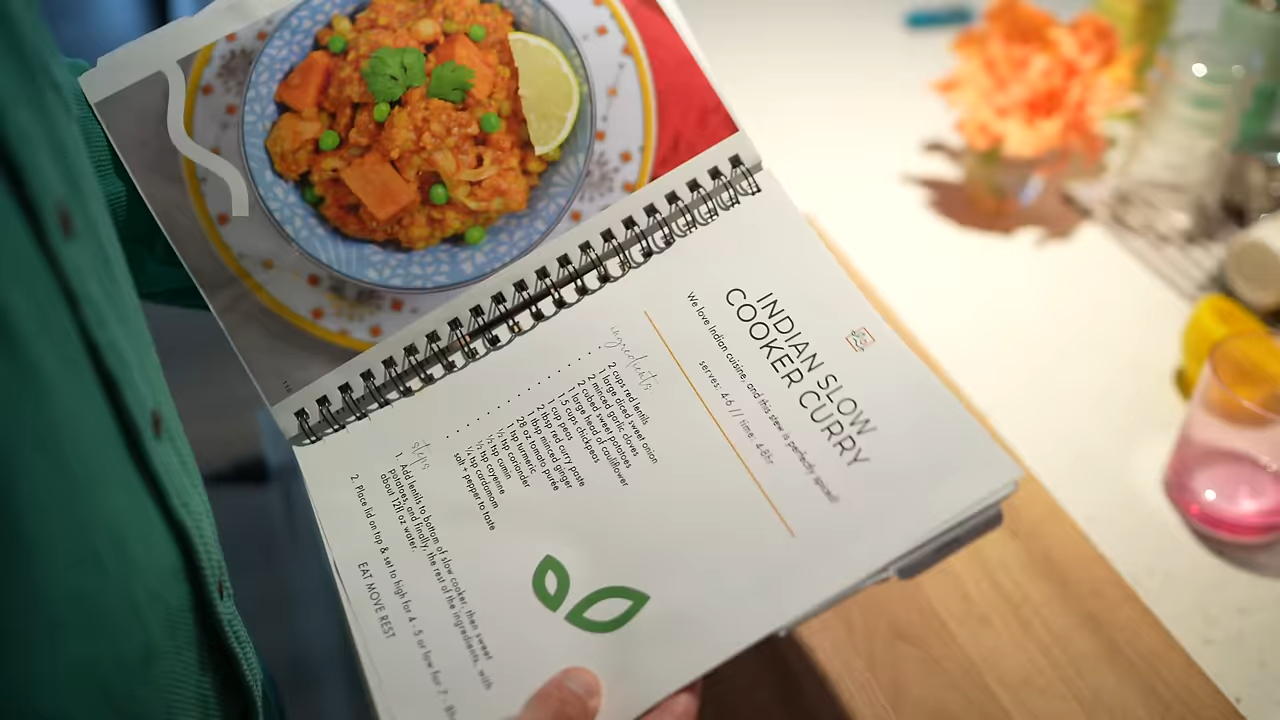 INDIAN SLOW
COOKER CURRY
We love Indian cuisine, and this stew is perfectly spiced!
serves: 4-6 // time: 4-8hr
ingredients
2 cups red lentils
1 large diced sweet onion
2 minced garlic cloves
2 cubed sweet potatoes
1 large head of cauliflower
1.5 cups chickpeas
1 cup peas
2 tbsp red curry paste
1 tbsp minced ginger
28 oz tomato purée
1 tsp turmeric
½ tsp coriander
½ tsp cumin
½ tsp cayenne
¼ tsp cardamom
salt + pepper to taste
steps
1. Add lentils to bottom of slow cooker, then sweet
potatoes, and finally, the rest of the ingredients, with
about 12fl oz water.
2. Place lid on top & set to high for 4 - 5 or low for 7 - 8h
EAT MOVE REST